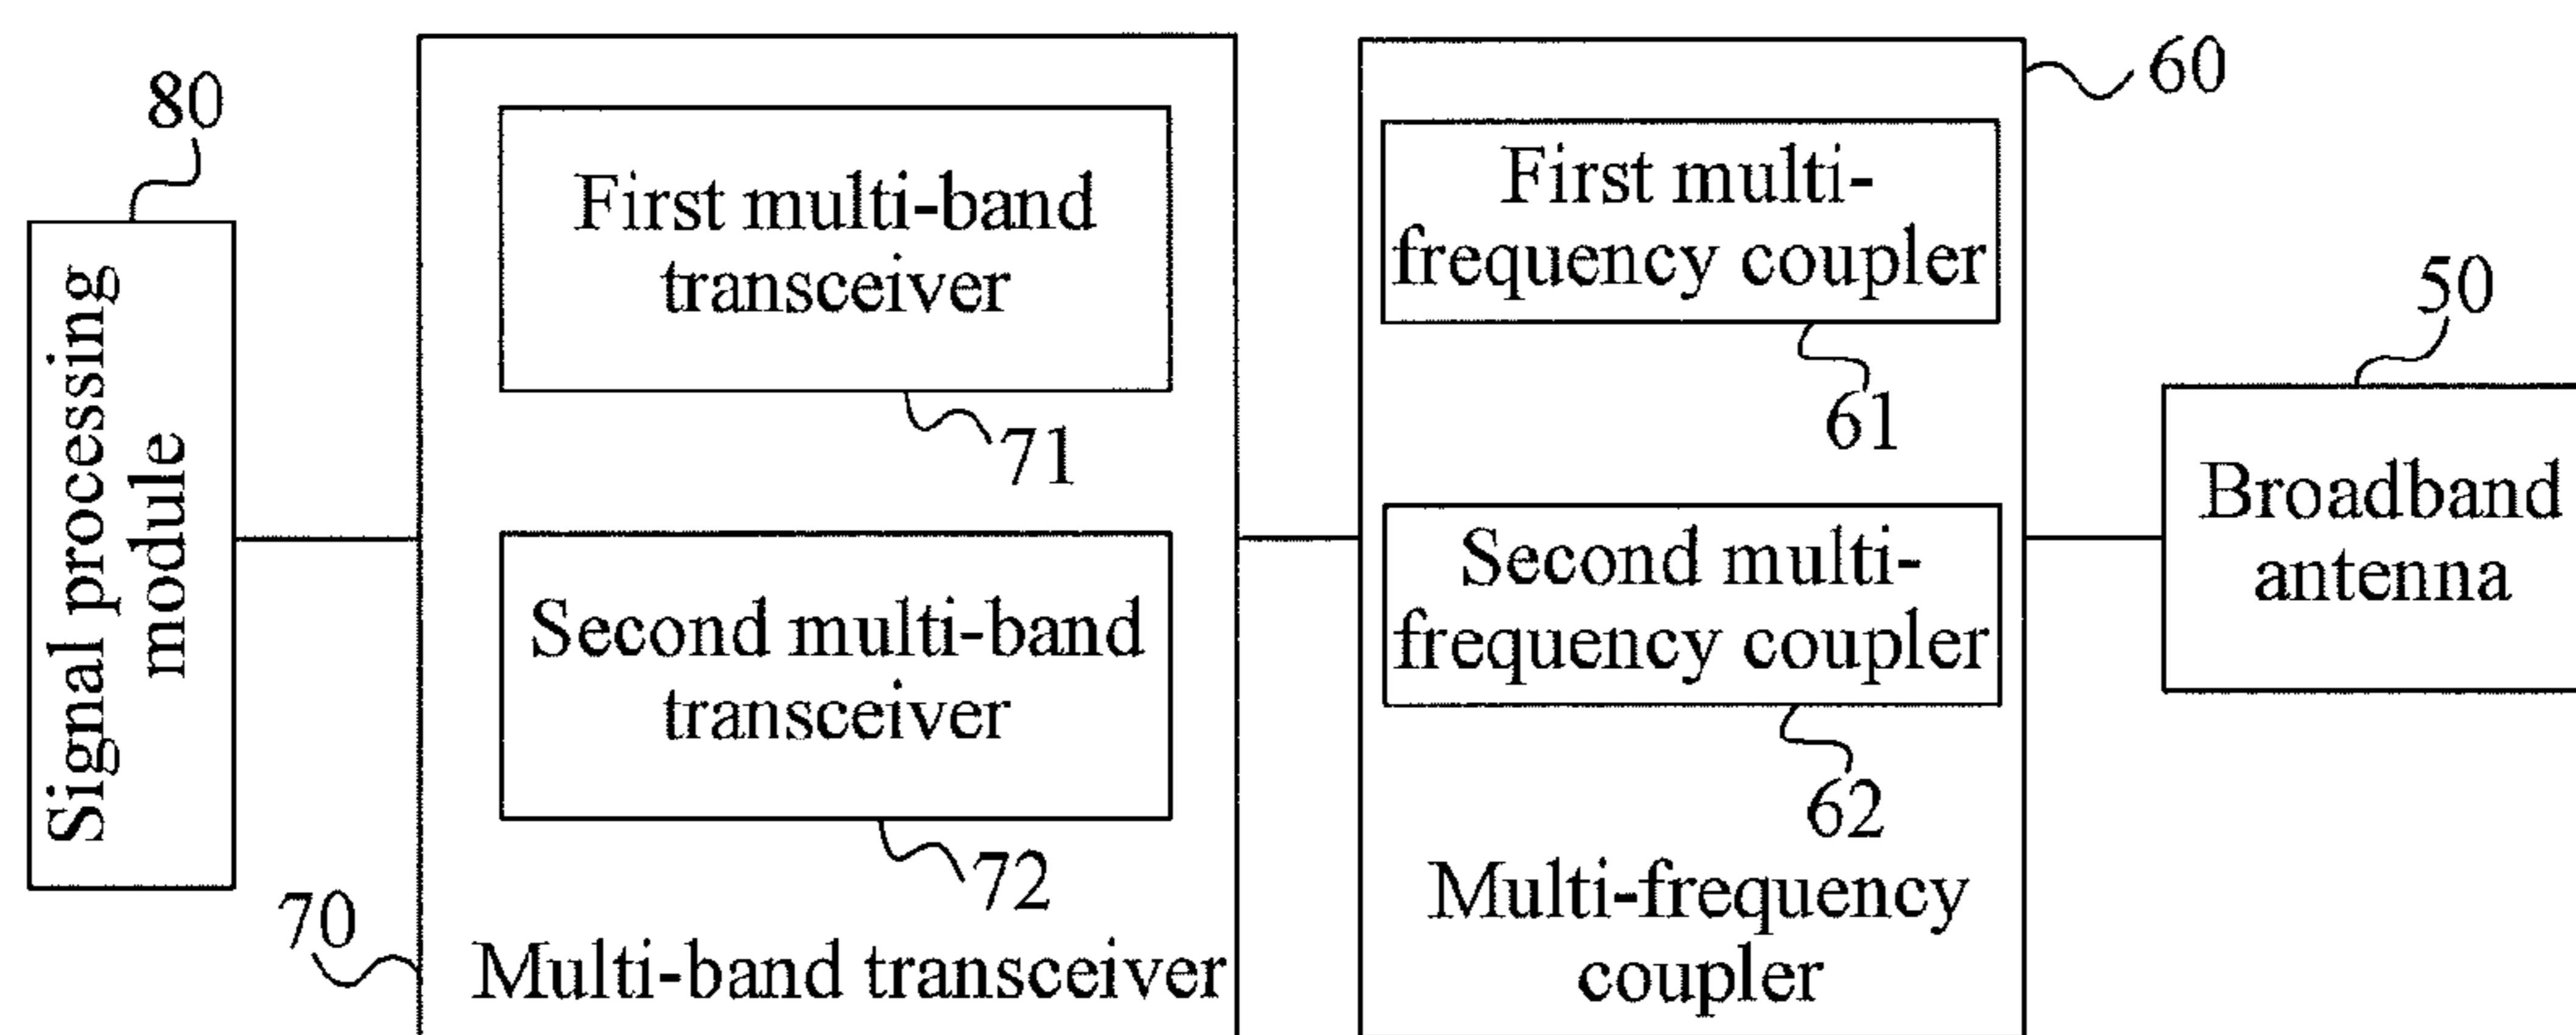 80
Signal processing
module
First multi-band
transceiver
71
Second multi-band
transceiver
72
70
Multi-band transceiver
60
First multi-
frequency coupler
61
Second multi-
frequency coupler
62
Multi-frequency
coupler
50
Broadband
antenna